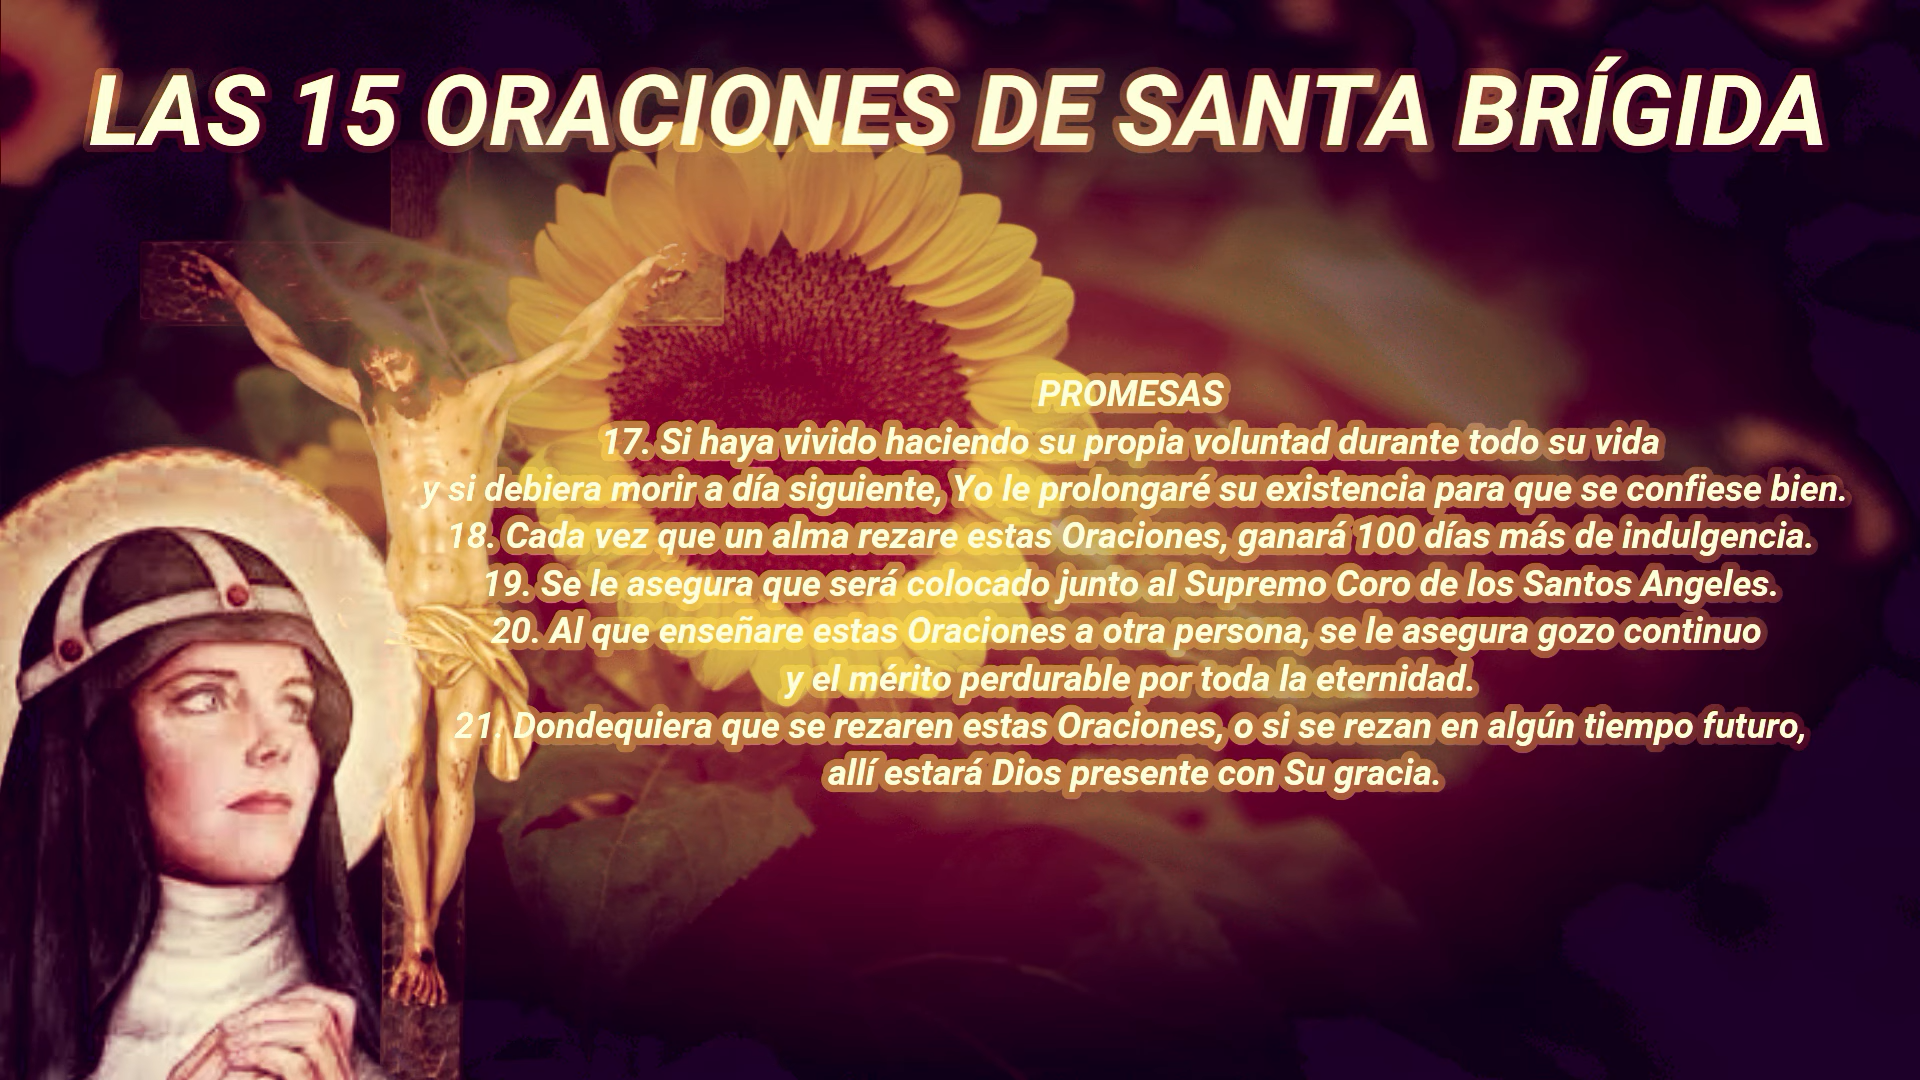 LAS 15 ORACIONES DE SANTA BRÍGIDA
PROMESAS
17. Si haya vivido haciendo su propia voluntad durante todo su vida
y si debiera morir a día siguiente, Yo le prolongaré su existencia para que se confiese bien.
18. Cada vez que un alma rezare estas Oraciones, ganará 100 días más de indulgencia.
19. Se le asegura que será colocado junto al Supremo Coro de los Santos Angeles.
20. Al que enseñare estas Oraciones a otra persona, se le asegura gozo continuo
y el mérito perdurable por toda la eternidad.
21. Dondequiera que se rezaren estas Oraciones, o si se rezan en algún tiempo futuro,
allí estará Dios presente con Su gracia.